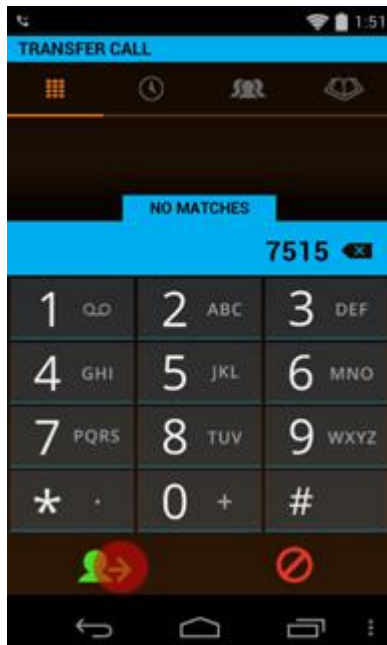 1:51
TRANSFER CALL
NO MATCHES
7515
1 2 ABC 3 DEF
4 GHI 5 JKL 6 MNO
7 PQRS 8 TUV 9 WXYZ
* . 0 + #